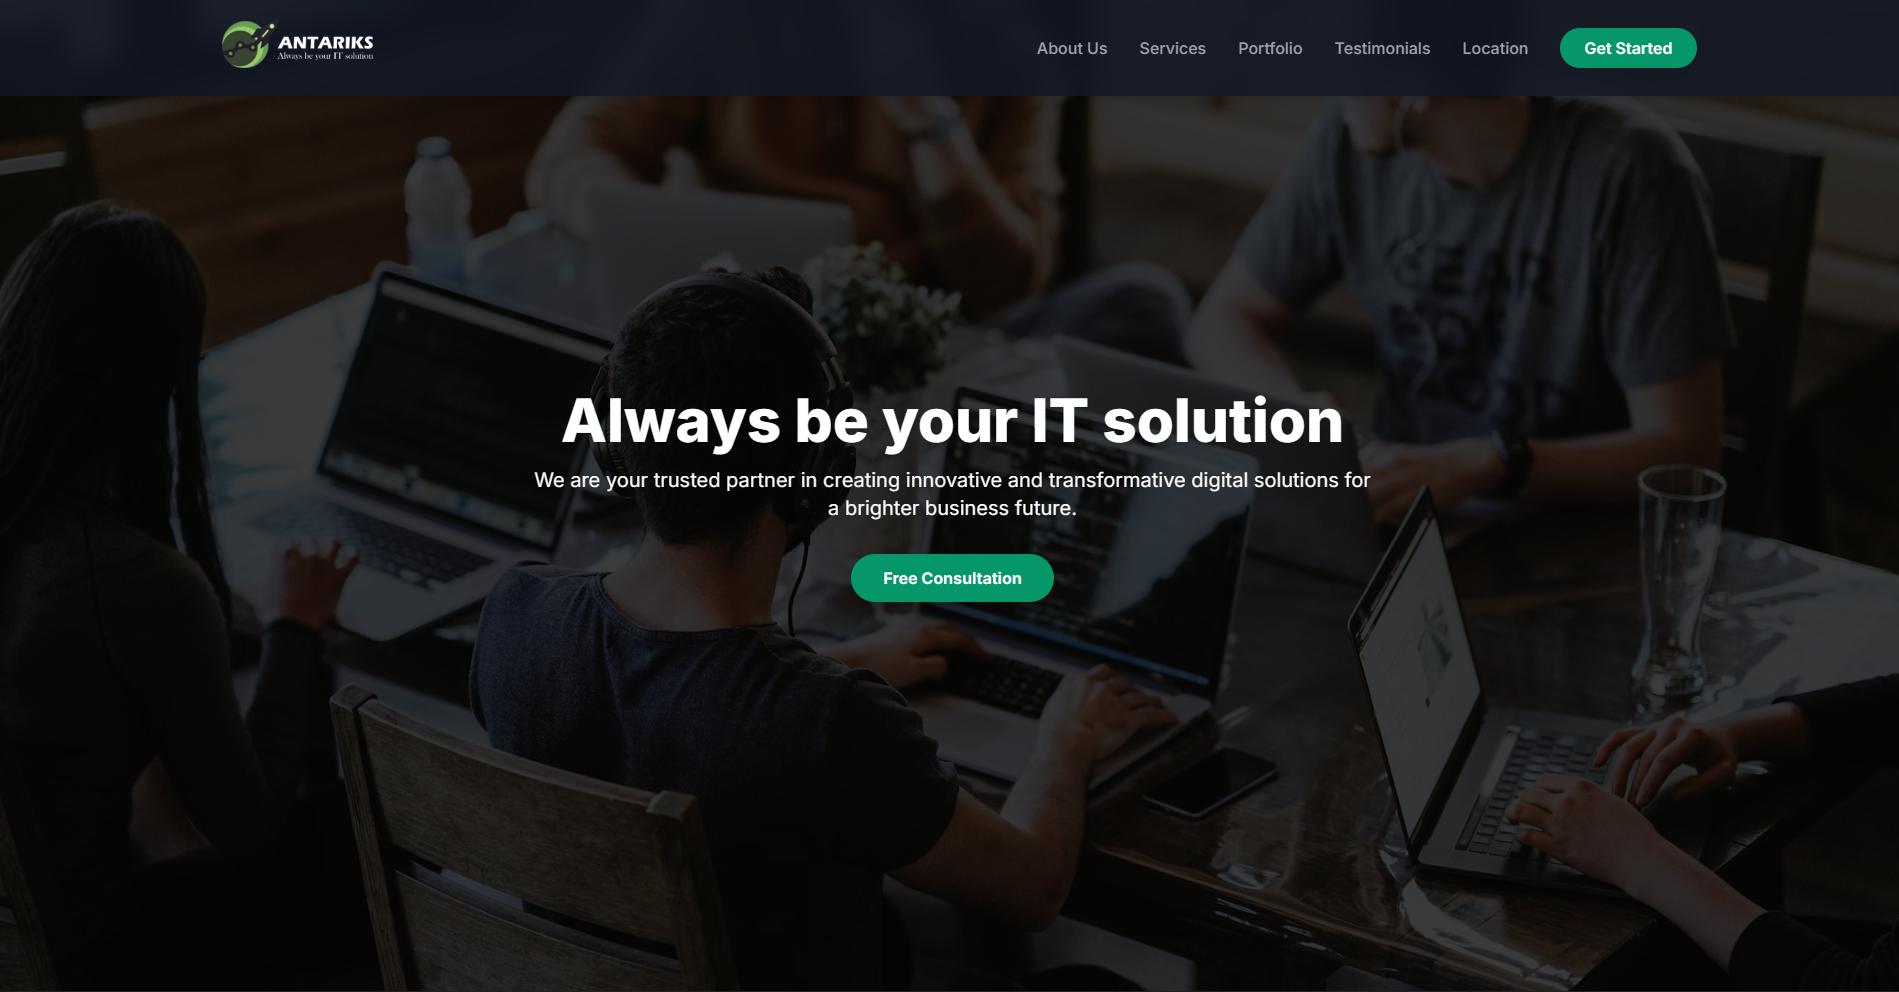 ANTARIKS
Always be your IT solution
About Us
Services
Portfolio
Testimonials
Location
Get Started
Always be your IT solution
We are your trusted partner in creating innovative and transformative digital solutions for
a brighter business future.
Free Consultation